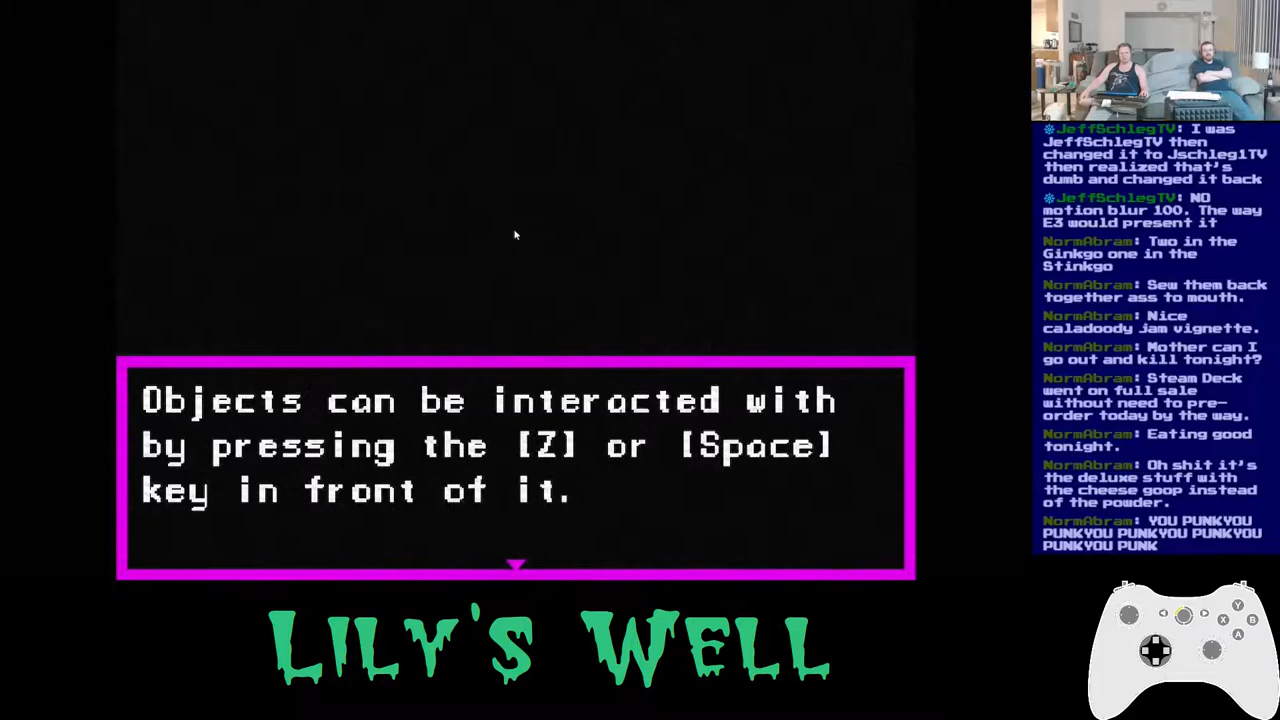 Objects can be interacted with
by pressing the [Z] or [Space]
key in front of it.
LILY'S WELL
JeffSchlegTV: I was
JeffSchlegTV then
changed it to Jschleg1TV
then realized that's
dumb and changed it back
JeffSchlegTV: NO
motion blur 100. The way
E3 would present it
NormAbram: Two in the
Ginkgo one in the
Stinkgo
NormAbram: Sew them back
together ass to mouth.
NormAbram: Nice
caladoody jam vignette.
NormAbram: Mother can I
go out and kill tonight?
NormAbram: Steam Deck
went on full sale
without need to pre-
order today by the way.
NormAbram: Eating good
tonight.
NormAbram: Oh shit it's
the deluxe stuff with
the cheese goop instead
of the powder.
NormAbram: YOU PUNKYOU
PUNKYOU PUNKYOU PUNKYOU
PUNKYOU PUNK
Y
X
B
A